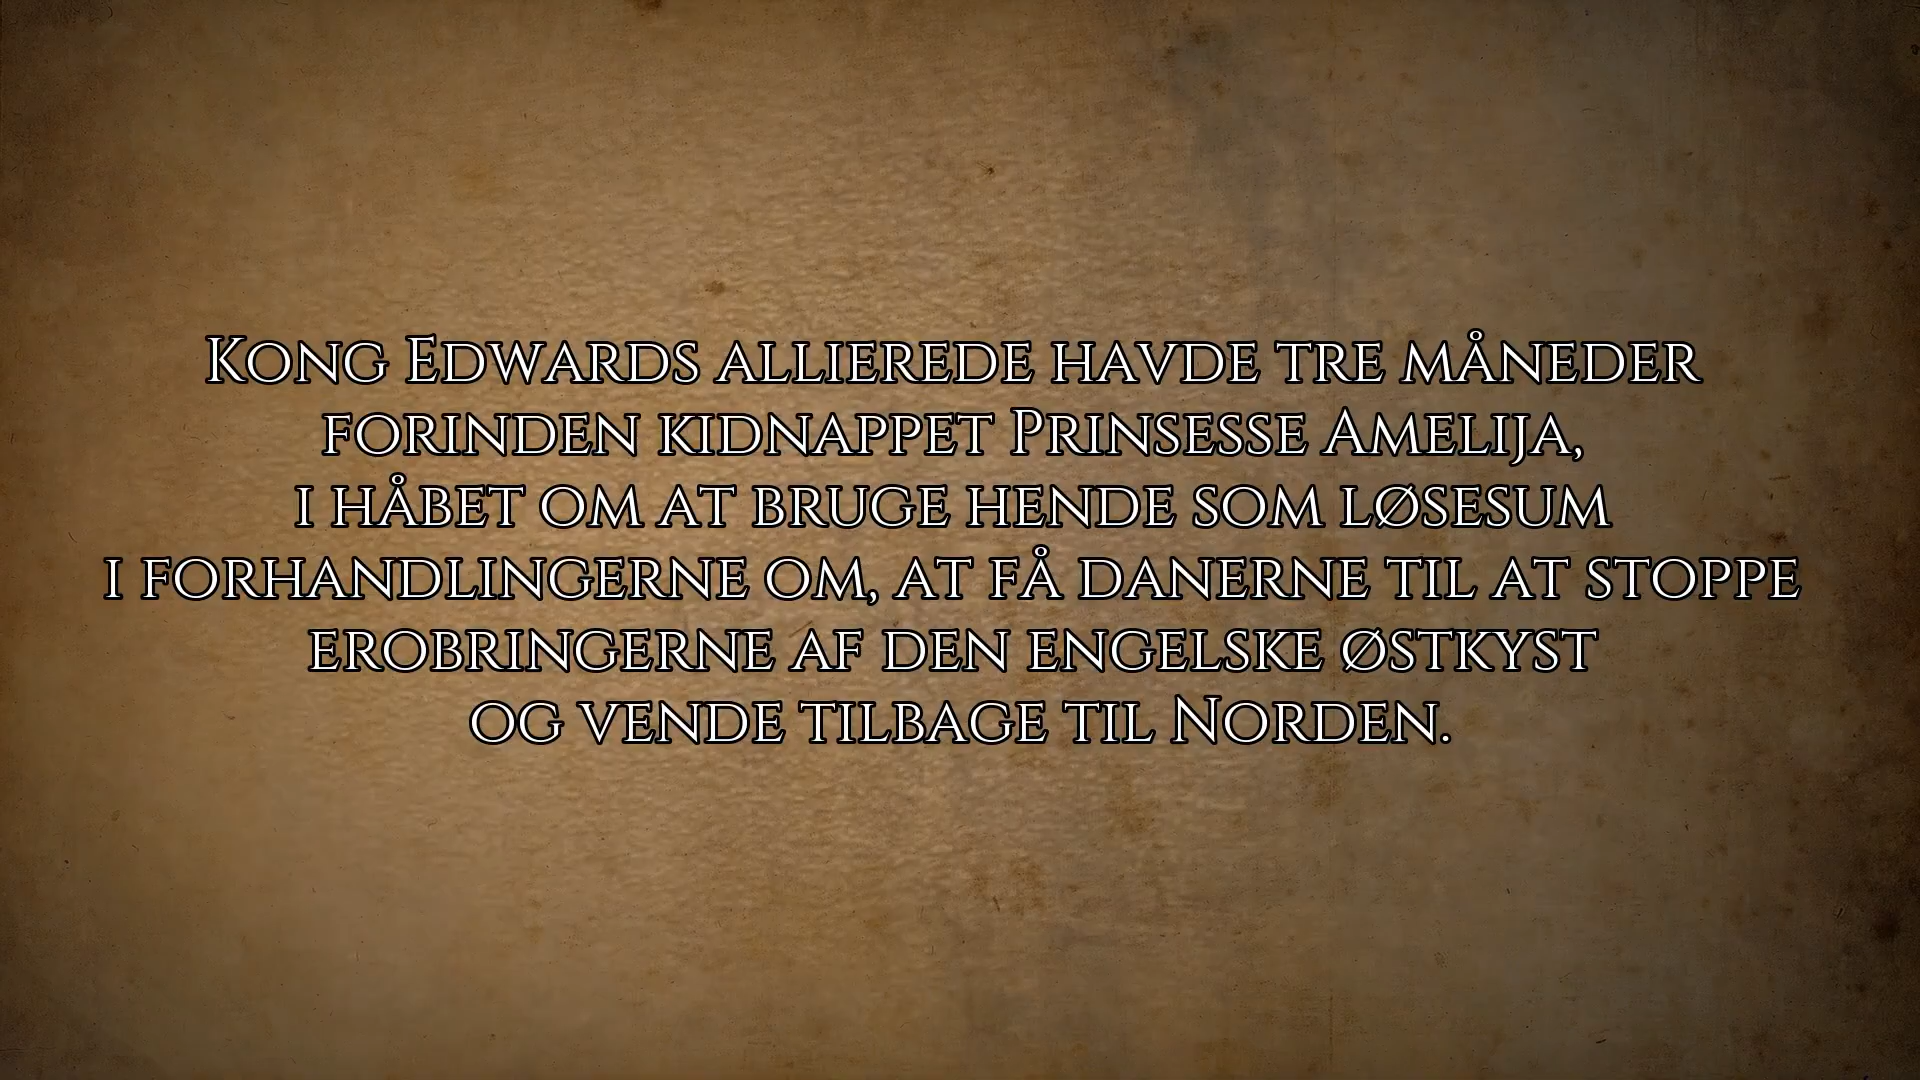 Kong Edwards allierede havde tre måneder
forinden kidnappet Prinsesse Amelija,
i håbet om at bruge hende som løsesum
i forhandlingerne om, at få danerne til at stoppe
erobringerne af den engelske østkyst
og vende tilbage til Norden.